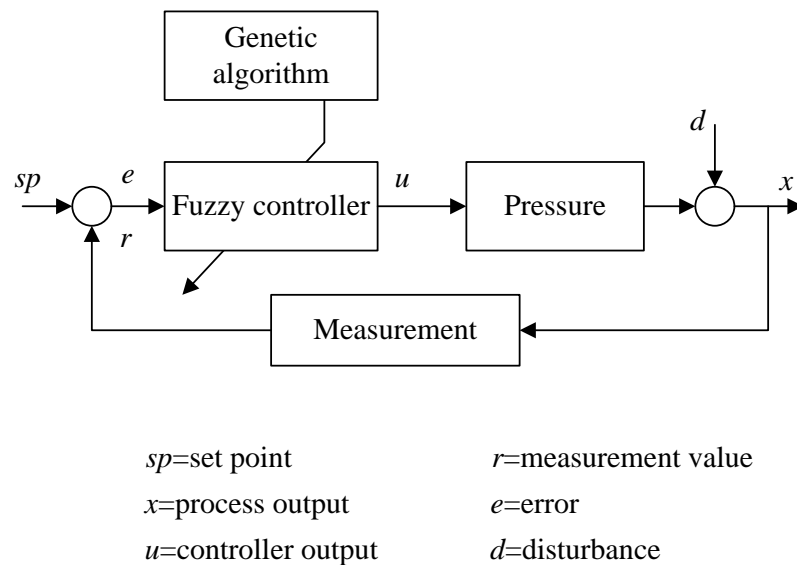 Genetic
algorithm
d
sp
e
Fuzzy controller
u
Pressure
x
r
Measurement
sp=set point
r=measurement value
x=process output
e=error
u=controller output
d=disturbance